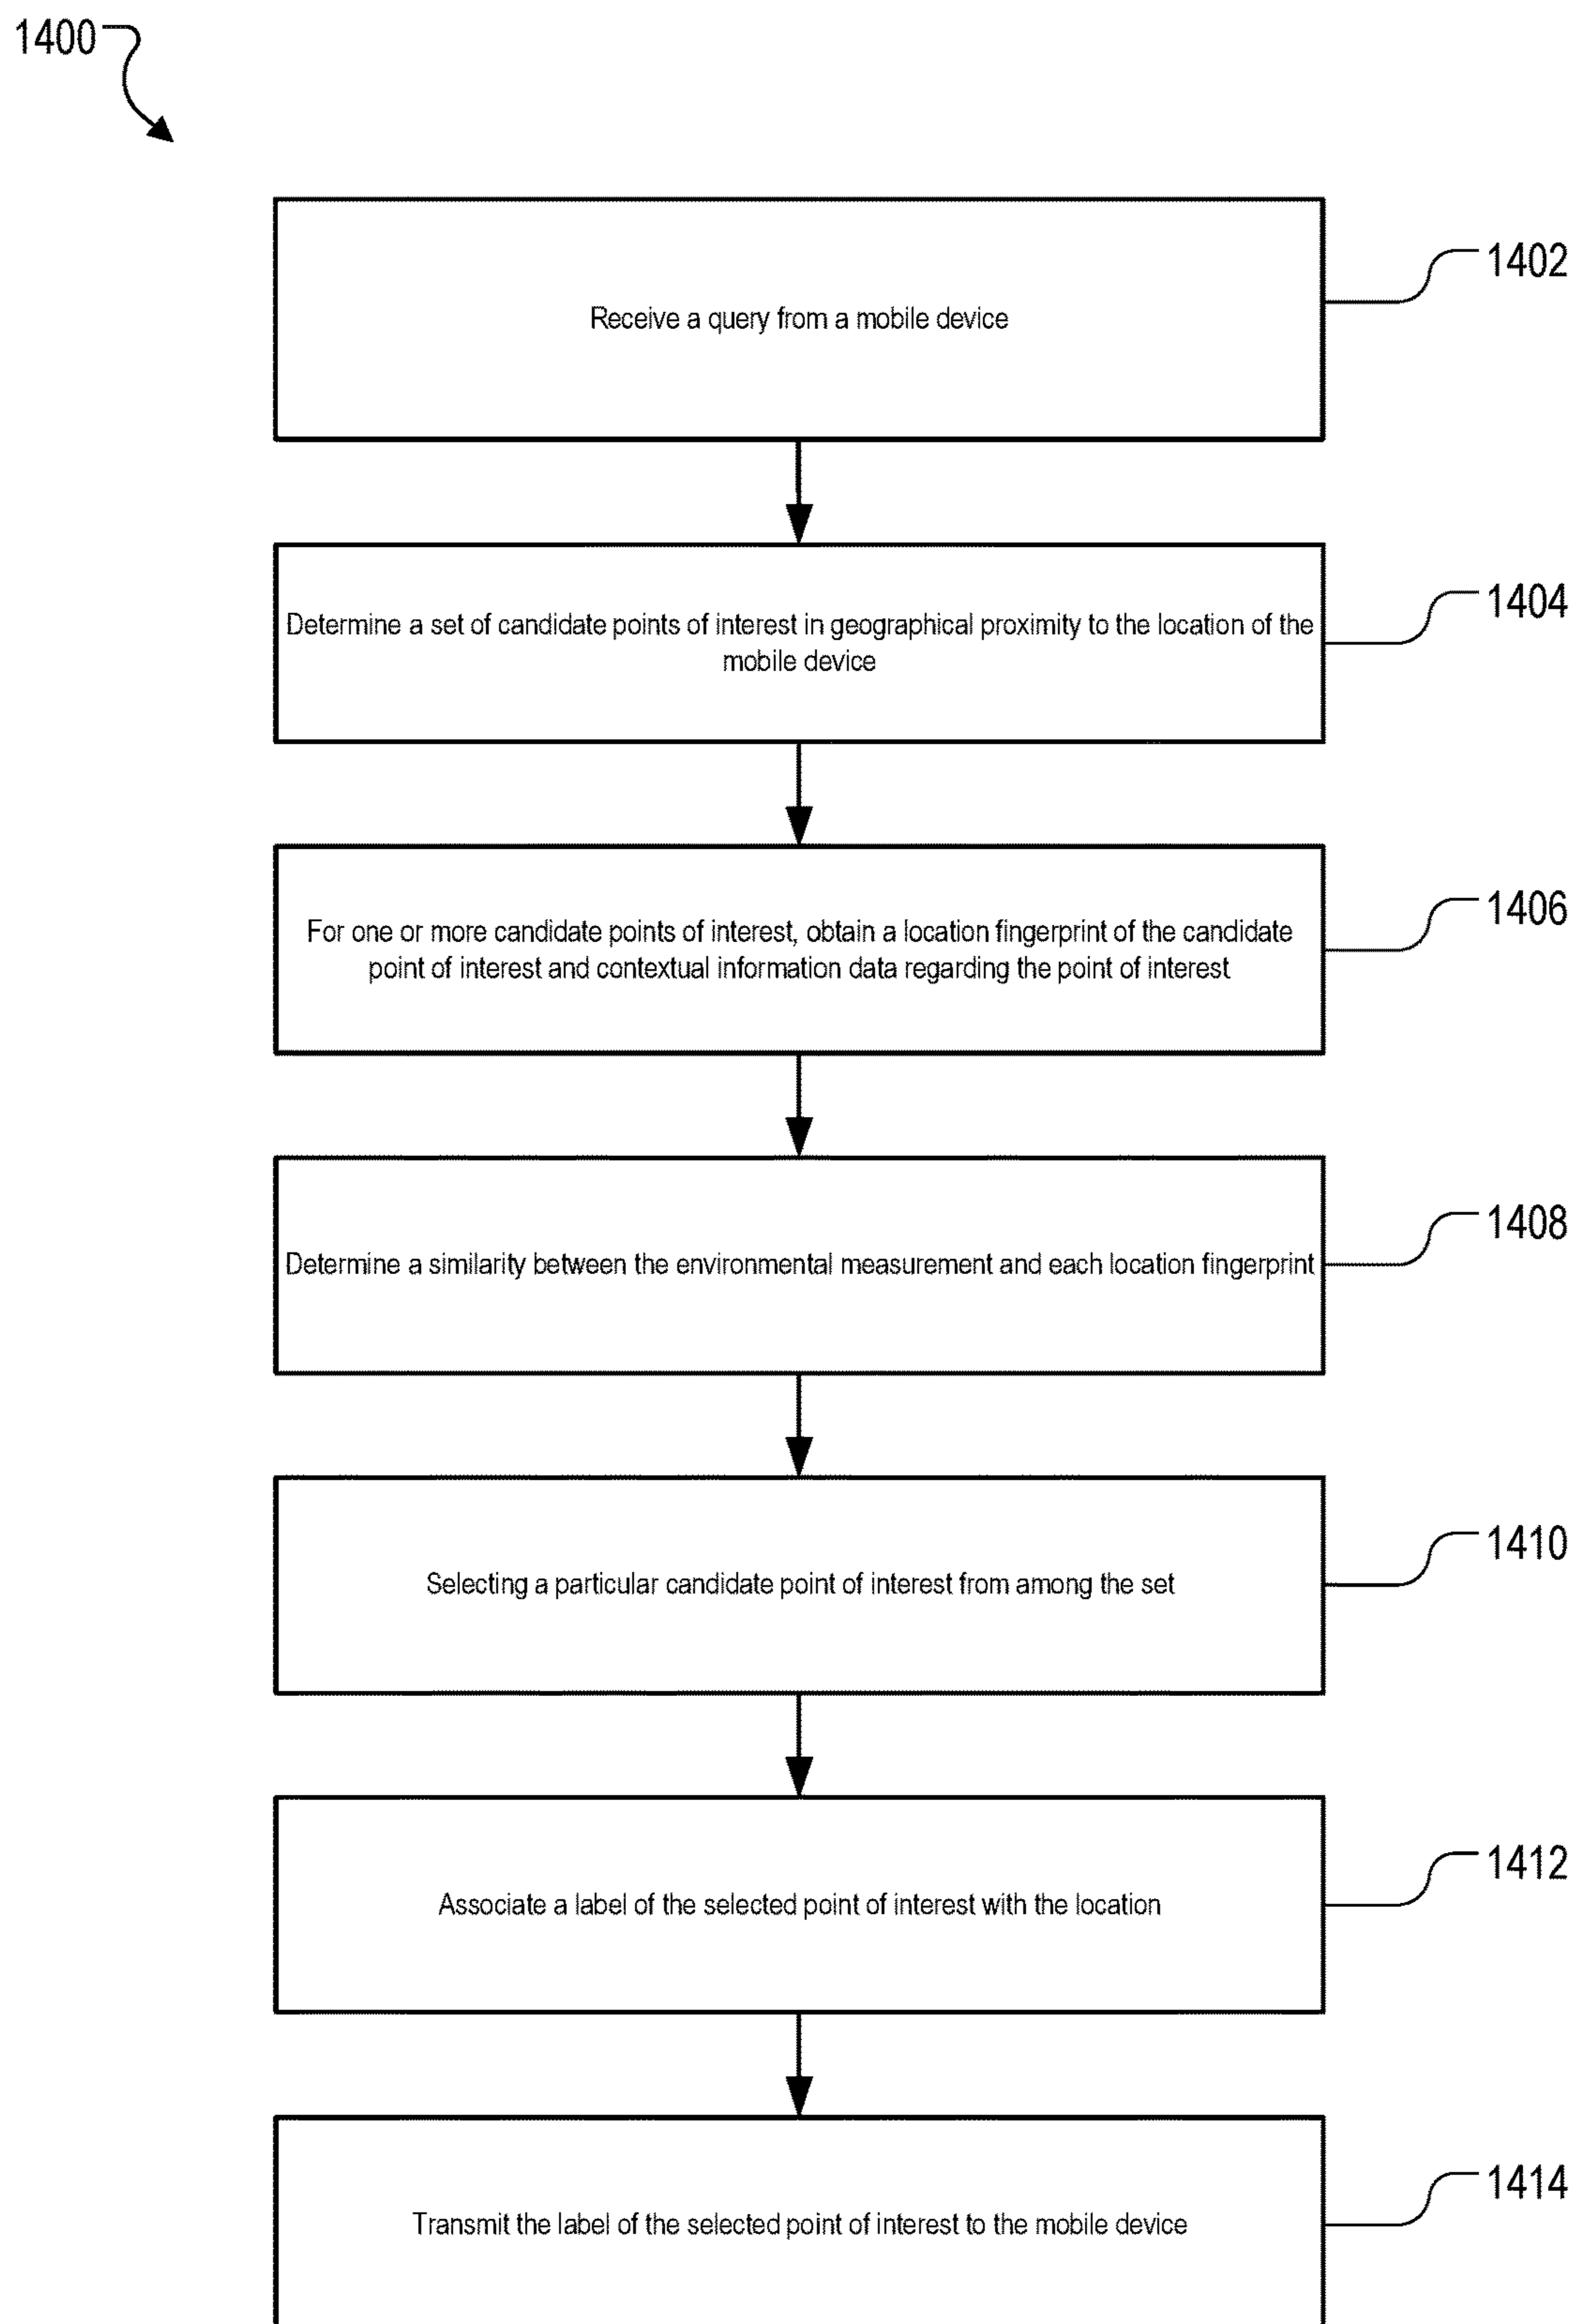 1400
Receive a query from a mobile device
1402
Determine a set of candidate points of interest in geographical proximity to the location of the
mobile device
1404
For one or more candidate points of interest, obtain a location fingerprint of the candidate
point of interest and contextual information data regarding the point of interest
1406
Determine a similarity between the environmental measurement and each location fingerprint
1408
Selecting a particular candidate point of interest from among the set
1410
Associate a label of the selected point of interest with the location
1412
Transmit the label of the selected point of interest to the mobile device
1414